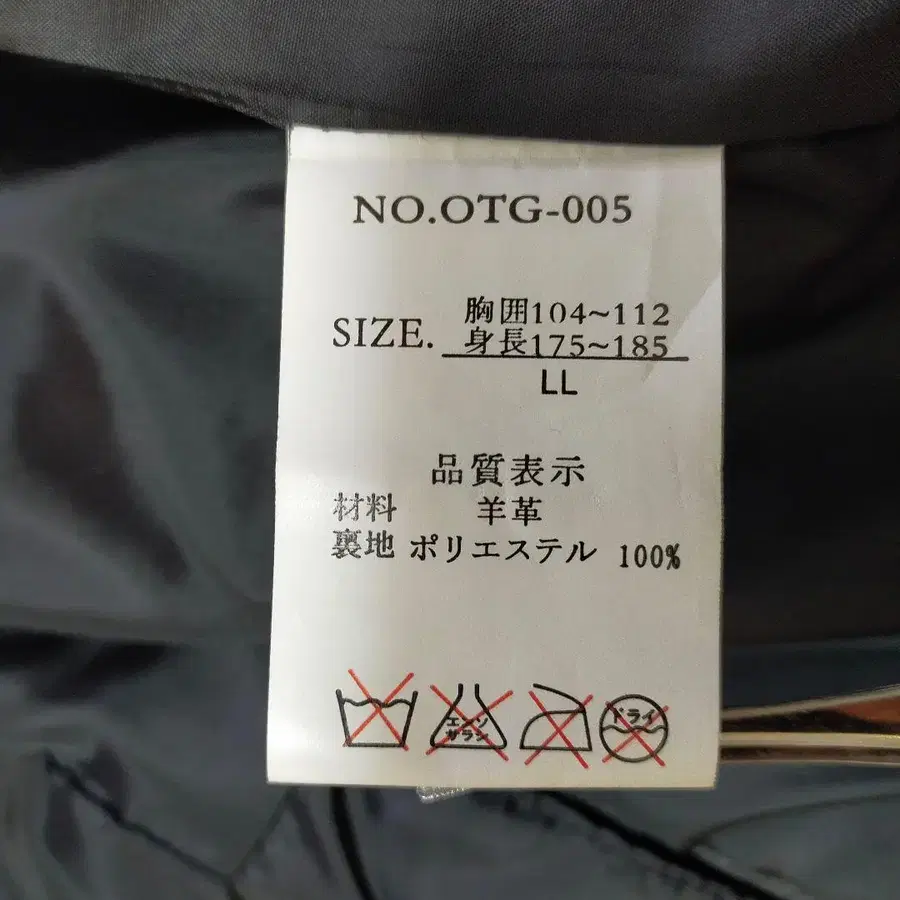 NO.OTG-005
胸囲104~112
SIZE. 身長175~185
LL
品質表示
材料 羊革
裏地 ポリエステル 100%
エンソ ドライ
サラシ